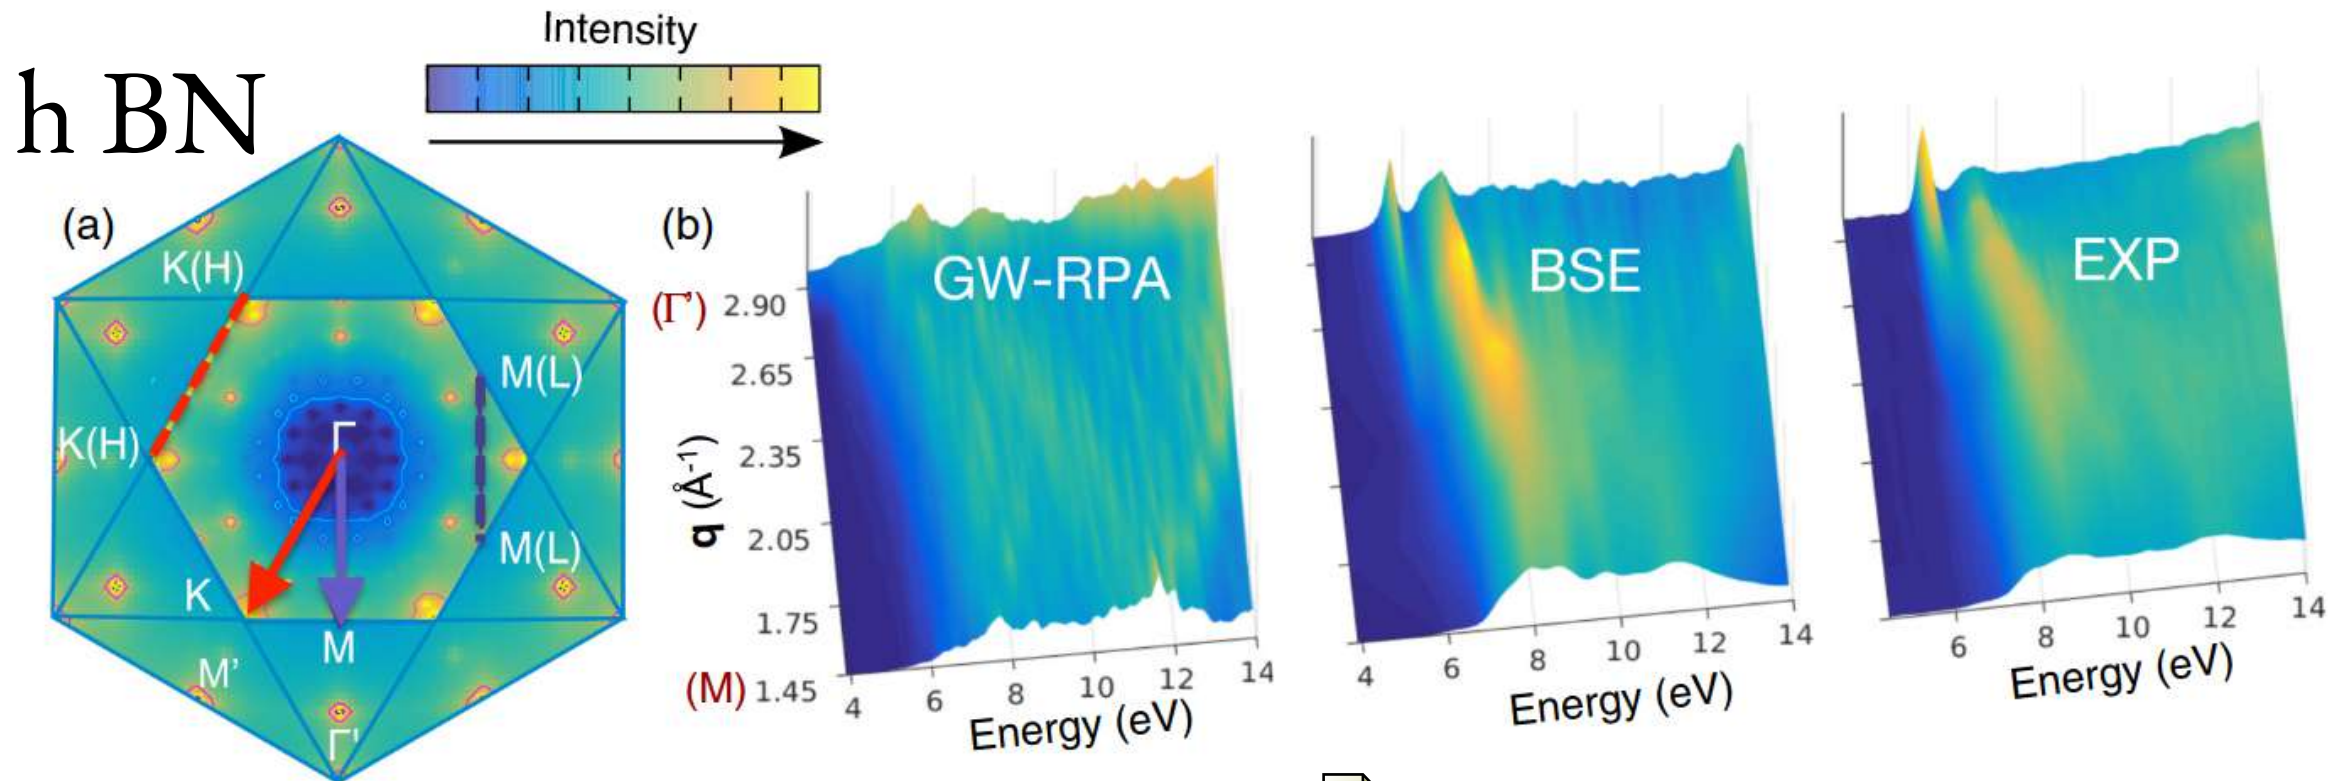 Intensity
h BN
(a)
K(H)
K(H)
M(L)
M(L)
Γ
K
M
M'
Γ'
(b)
GW-RPA
BSE
EXP
(Γ') 2.90
2.65
2.35
2.05
1.75
(M) 1.45
q (Å⁻¹)
4 6 8 10 12 14
Energy (eV)
4 6 8 10 12 14
Energy (eV)
6 8 10 12 14
Energy (eV)